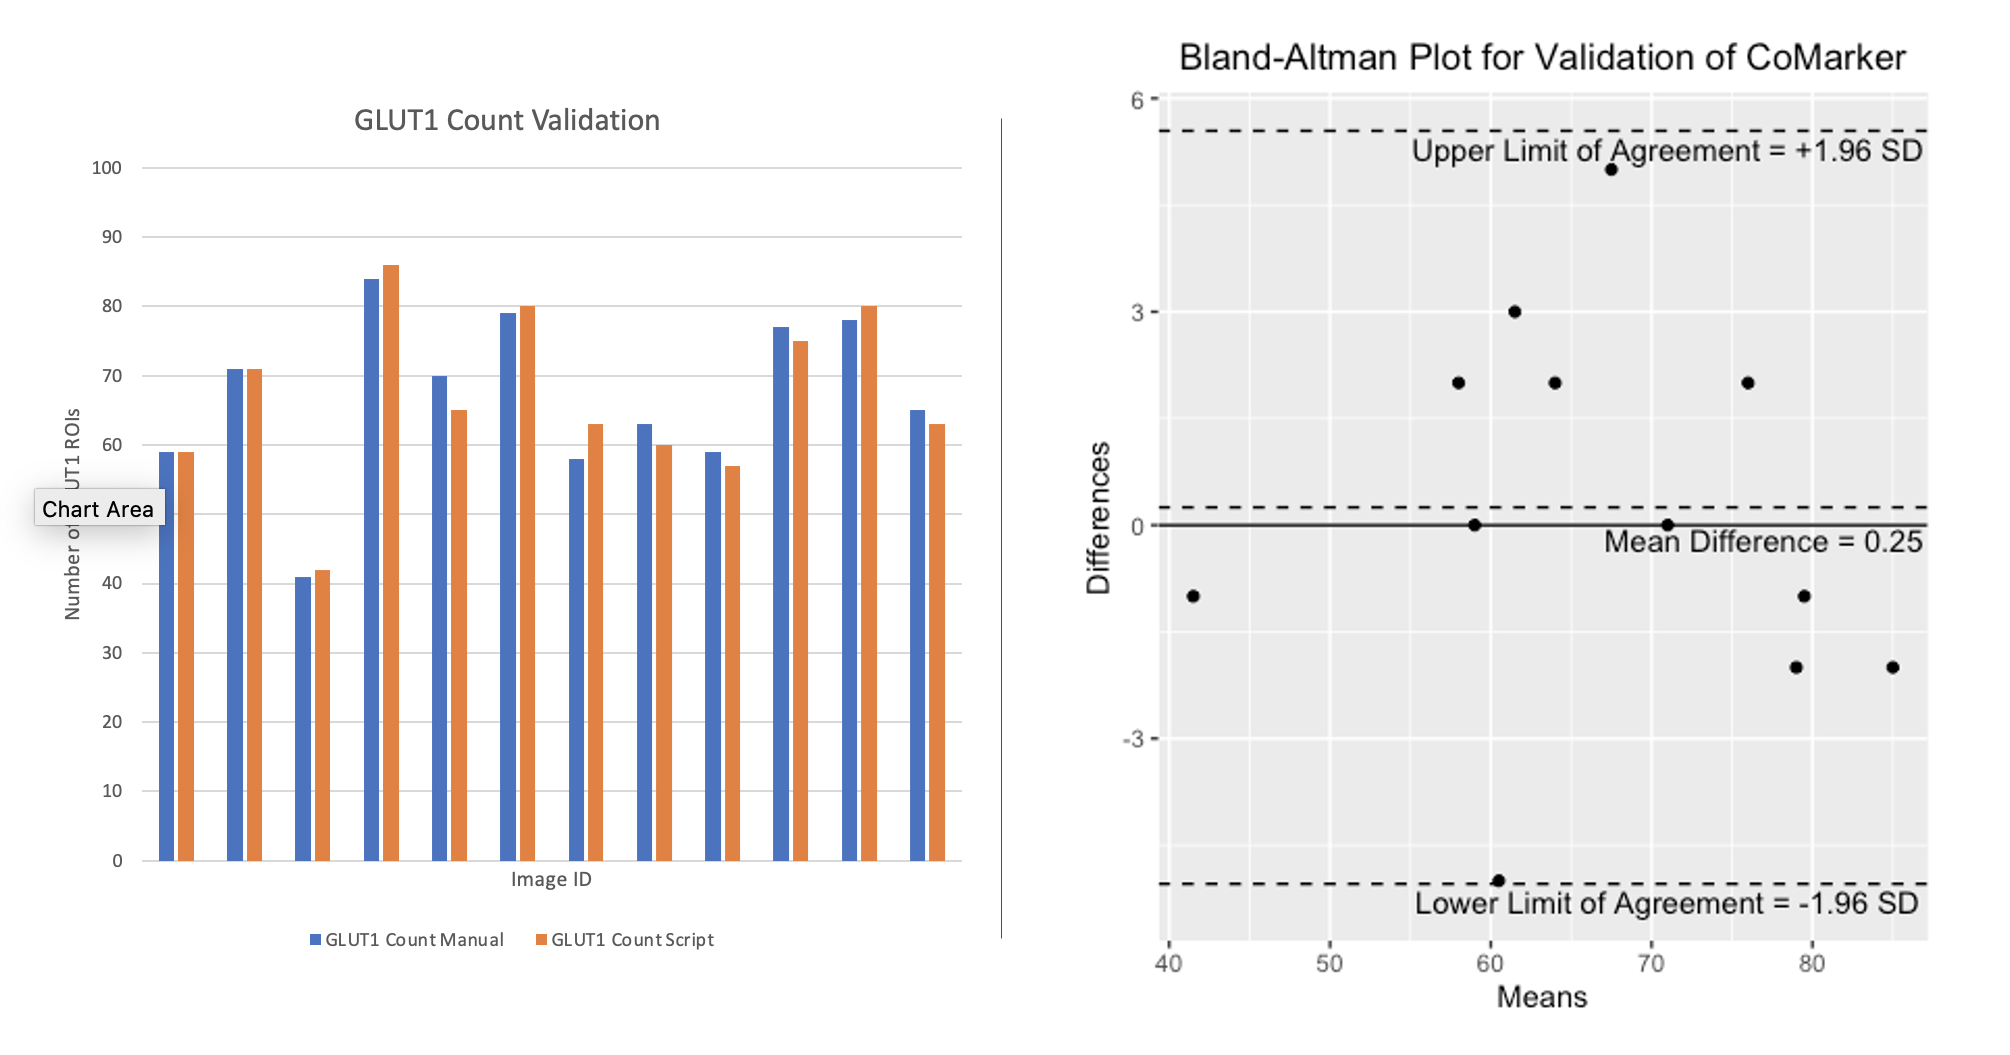 GLUT1 Count Validation
100
90
80
70
60
40
30
20
10
0
Number of UT1 ROIs
Chart Area
Image ID
GLUT1 Count Manual
GLUT1 Count Script
Bland-Altman Plot for Validation of CoMarker
6
3
0
-3
Differences
Upper Limit of Agreement = +1.96 SD
Mean Difference = 0.25
Lower Limit of Agreement = -1.96 SD
40 50 60 70 80
Means